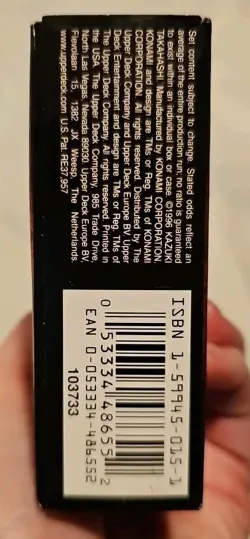 Set content subject to change. Stated odds reflect an
average of the entire production run; no ratio is guaranteed
to exist within an individual box or case. ©1996 KAZUKI
TAKAHASHI. Manufactured by KONAMI CORPORATION.
KONAMI and design are TMs or Reg. TMs of KONAMI
CORPORATION. All rights reserved. Distributed by The
Upper Deck Company and Upper Deck Europe BV. Upper
Deck Entertainment and design are TMs or Reg. TMs of
The Upper Deck Company. All rights reserved. Printed in
the USA. The Upper Deck Company, 985 Trade Drive,
North Las Vegas, NV 89030. Upper Deck Europe BV,
Flevolaan 15, 1382 JX Weesp, The Netherlands.
www.upperdeck.com U.S. Pat. RE37,957
ISBN 1-59945-015-1
0 53334 48655 2
EAN 0-053334-486552
103733